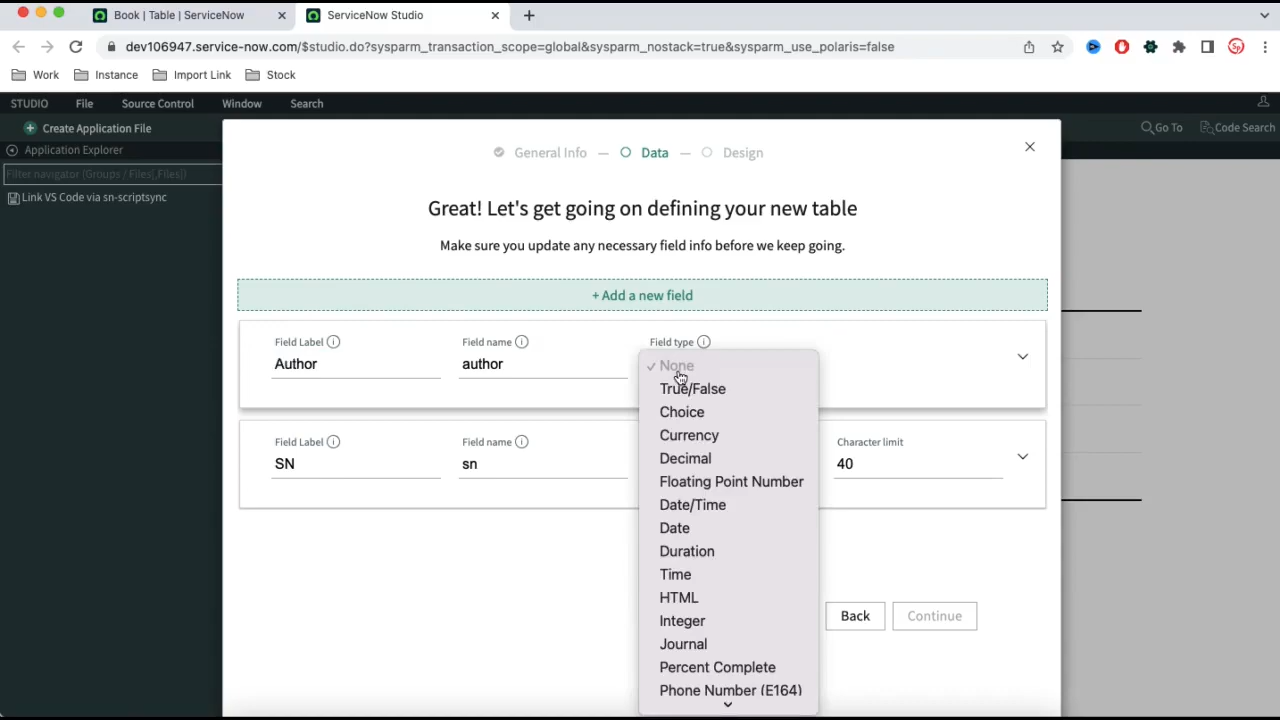 Book | Table | ServiceNow
ServiceNow Studio
dev106947.service-now.com/$studio.do?sysparm_transaction_scope=global&sysparm_nostack=true&sysparm_use_polaris=false
Work Instance Import Link Stock
STUDIO File Source Control Window Search
Create Application File
Go To Code Search
Application Explorer
Filter navigator (Groups / Files[,Files])
Link VS Code via sn-scriptsync
General Info — Data — Design
Great! Let's get going on defining your new table
Make sure you update any necessary field info before we keep going.
+ Add a new field
Field Label Field name Field type
Author author
Field Label Field name Character limit
SN sn 40
None
True/False
Choice
Currency
Decimal
Floating Point Number
Date/Time
Date
Duration
Time
HTML
Integer
Journal
Percent Complete
Phone Number (E164)
Back Continue